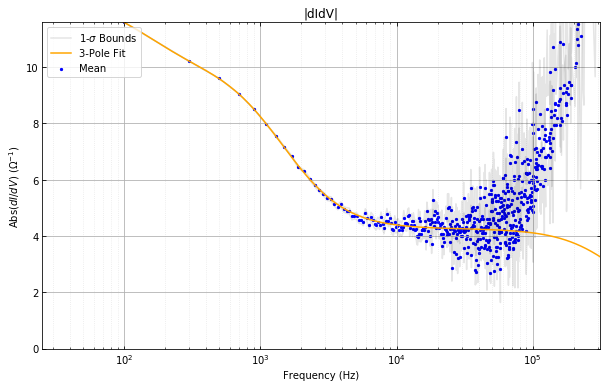 |dIdV|
1-σ Bounds
3-Pole Fit
Mean
Abs(dI/dV) (Ω⁻¹)
10
8
6
4
2
0
10² 10³ 10⁴ 10⁵
Frequency (Hz)